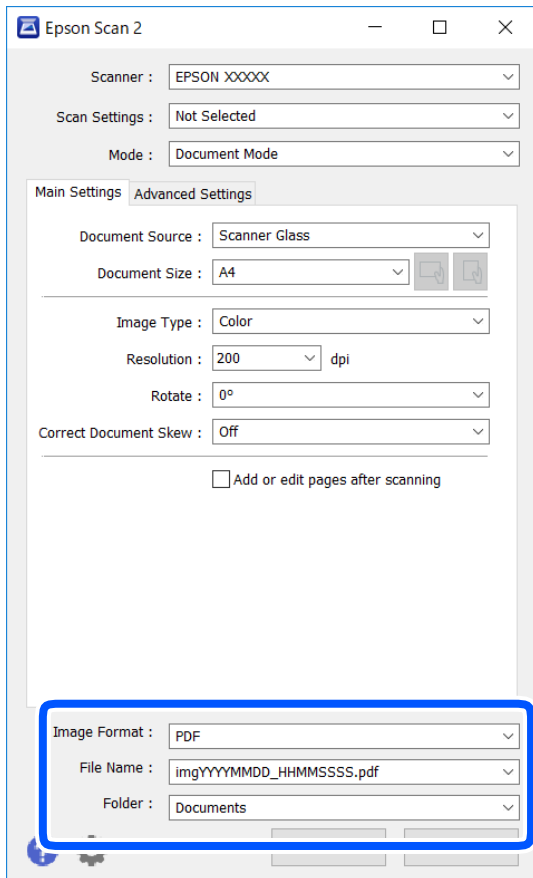 Epson Scan 2
Scanner : EPSON XXXXX
Scan Settings : Not Selected
Mode : Document Mode
Main Settings Advanced Settings
Document Source : Scanner Glass
Document Size : A4
Image Type : Color
Resolution : 200 dpi
Rotate : 0°
Correct Document Skew : Off
Add or edit pages after scanning
Image Format : PDF
File Name : imgYYYYMMDD_HHMMSSSS.pdf
Folder : Documents